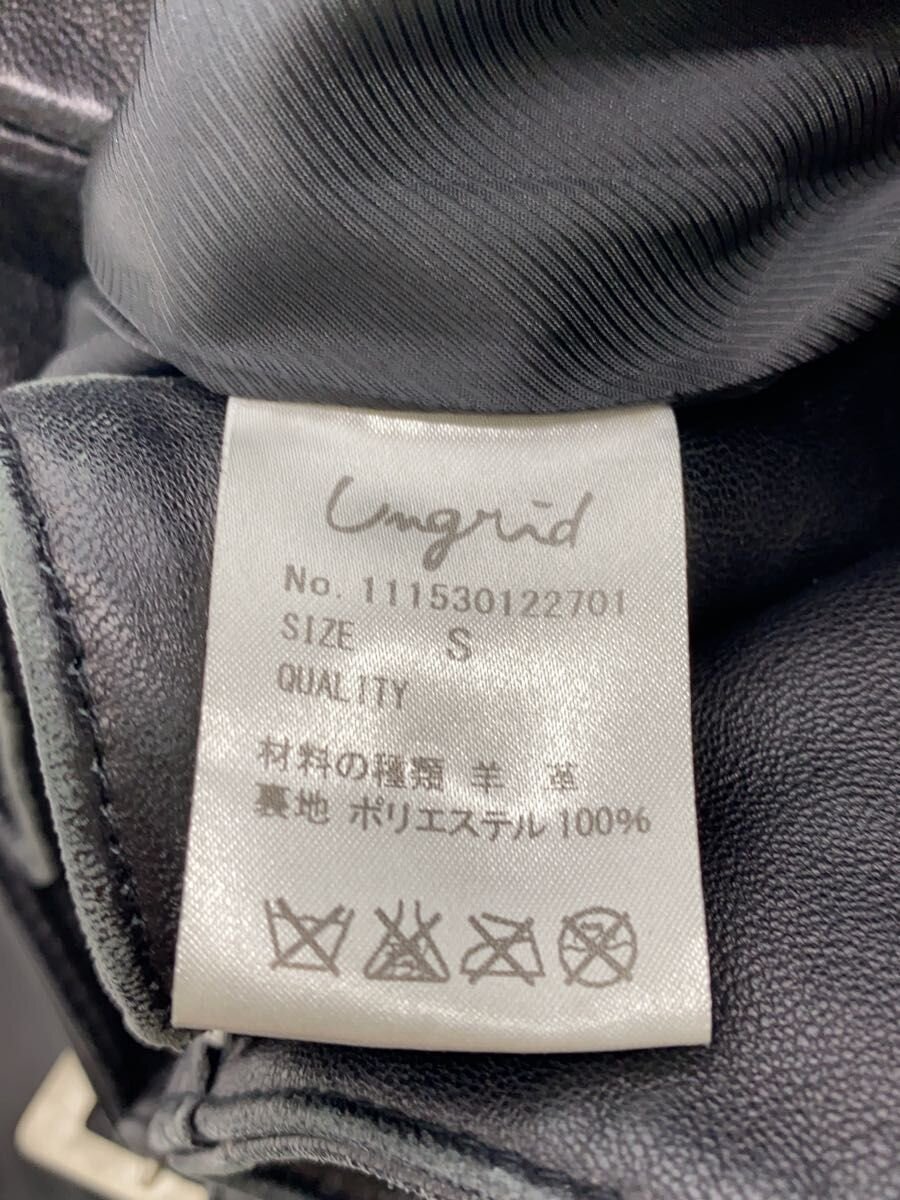 Ungrid
No. 111530122701
SIZE S
QUALITY
材料の種類 羊 革
裏地 ポリエステル 100%